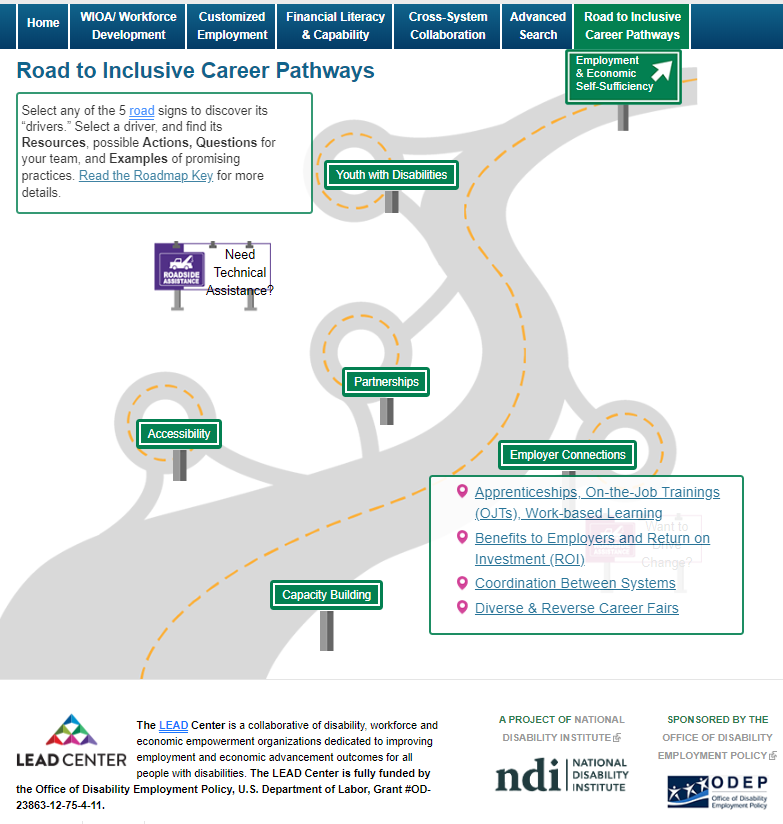 Home
WIOA/ Workforce
Development
Customized
Employment
Financial Literacy
& Capability
Cross-System
Collaboration
Advanced
Search
Road to Inclusive
Career Pathways
Road to Inclusive Career Pathways
Employment
& Economic
Self-Sufficiency
Select any of the 5 road signs to discover its
“drivers.” Select a driver, and find its
Resources, possible Actions, Questions for
your team, and Examples of promising
practices. Read the Roadmap Key for more
details.
Youth with Disabilities
ROADSIDE
ASSISTANCE
Need
Technical
Assistance?
Partnerships
Accessibility
Employer Connections
Apprenticeships, On-the-Job Trainings
(OJTs), Work-based Learning
Benefits to Employers and Return on
Investment (ROI)
Coordination Between Systems
Diverse & Reverse Career Fairs
Want to
Change?
Capacity Building
LEAD CENTER
The LEAD Center is a collaborative of disability, workforce and
economic empowerment organizations dedicated to improving
employment and economic advancement outcomes for all
people with disabilities. The LEAD Center is fully funded by
the Office of Disability Employment Policy, U.S. Department of Labor, Grant #OD-
23863-12-75-4-11.
A PROJECT OF NATIONAL
DISABILITY INSTITUTE
ndi NATIONAL
DISABILITY
INSTITUTE
SPONSORED BY THE
OFFICE OF DISABILITY
EMPLOYMENT POLICY
ODEP
Office of Disability
Employment Policy